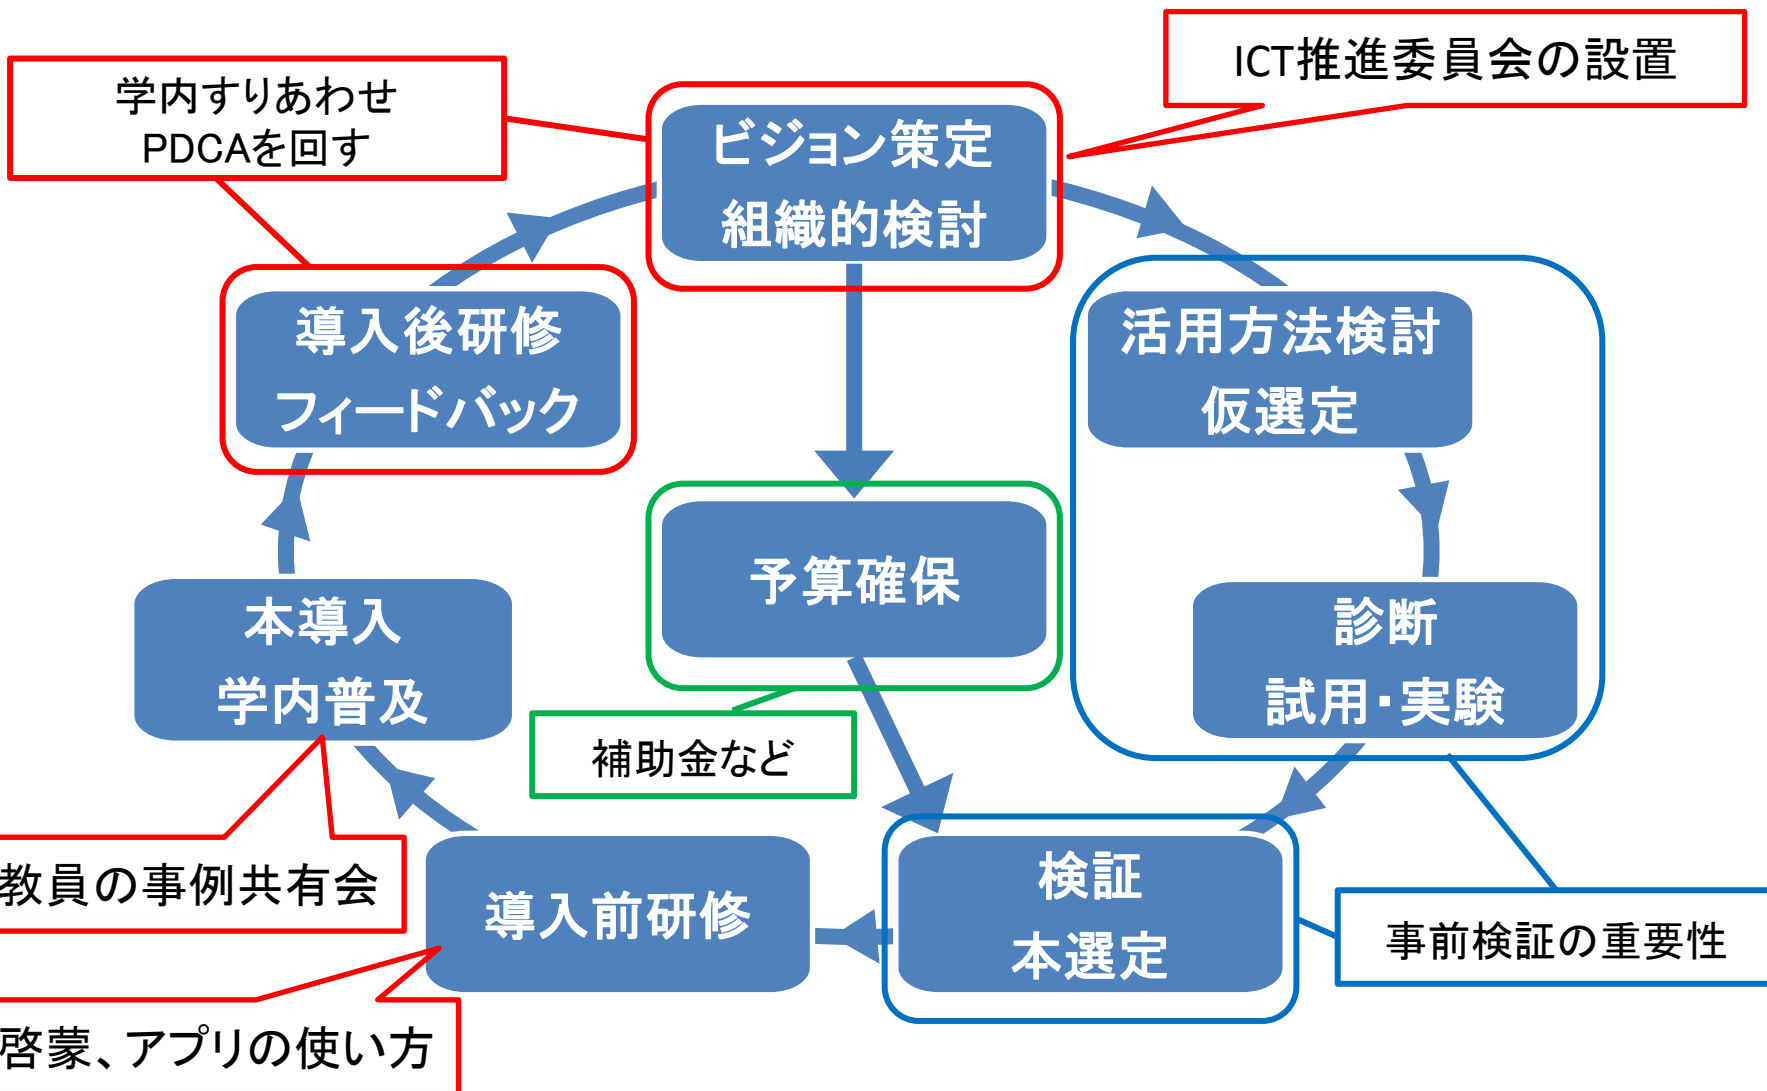 ICT推進委員会の設置
学内すりあわせ
PDCAを回す
ビジョン策定
組織的検討
導入後研修
フィードバック
活用方法検討
仮選定
予算確保
本導入
学内普及
診断
試用・実験
補助金など
教員の事例共有会
導入前研修
検証
本選定
事前検証の重要性
啓蒙、アプリの使い方